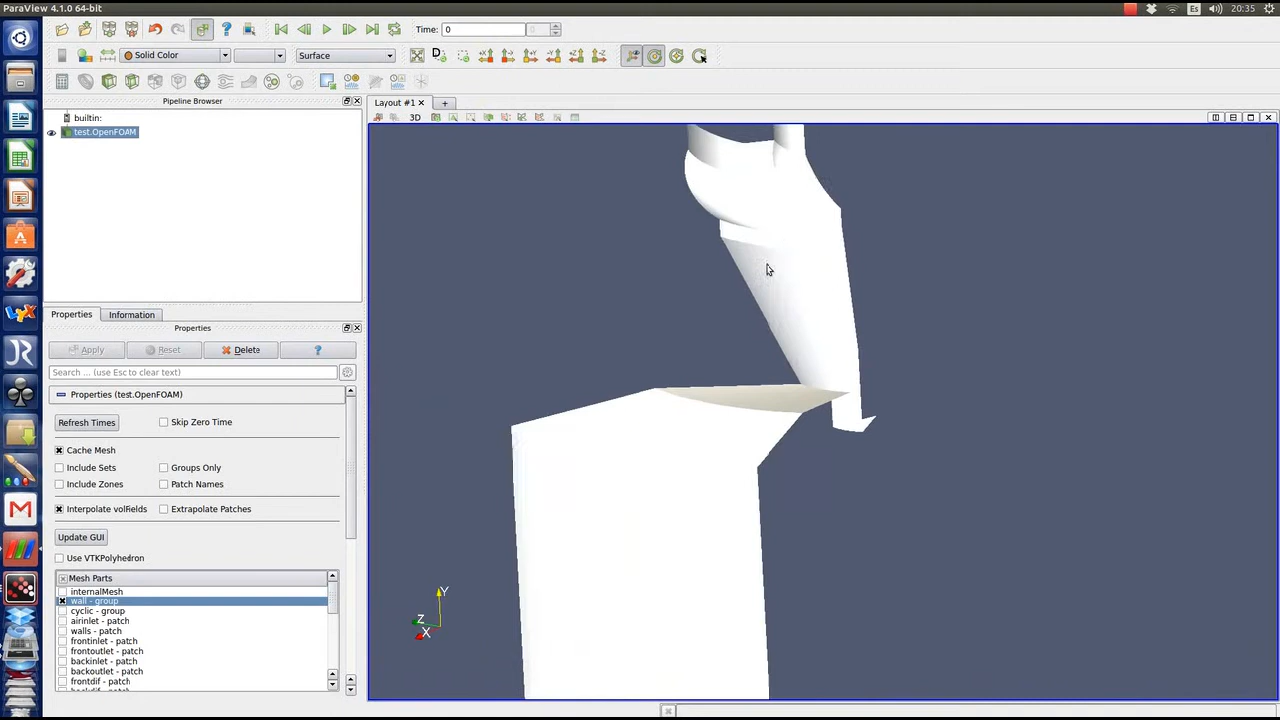 ParaView 4.1.0 64-bit
Es
20:35
Time: 0
0
Solid Color
Surface
Pipeline Browser
Layout #1
3D
builtin:
test.OpenFOAM
Properties
Information
Properties
Apply
Reset
Delete
?
Search ... (use Esc to clear text)
Properties (test.OpenFOAM)
Refresh Times
Skip Zero Time
Cache Mesh
Include Sets
Groups Only
Include Zones
Patch Names
Interpolate volFields
Extrapolate Patches
Update GUI
Use VTKPolyhedron
Mesh Parts
internalMesh
wall - group
cyclic - group
airinlet - patch
walls - patch
frontinlet - patch
frontoutlet - patch
backinlet - patch
backoutlet - patch
frontdif - patch
Y
Z
X